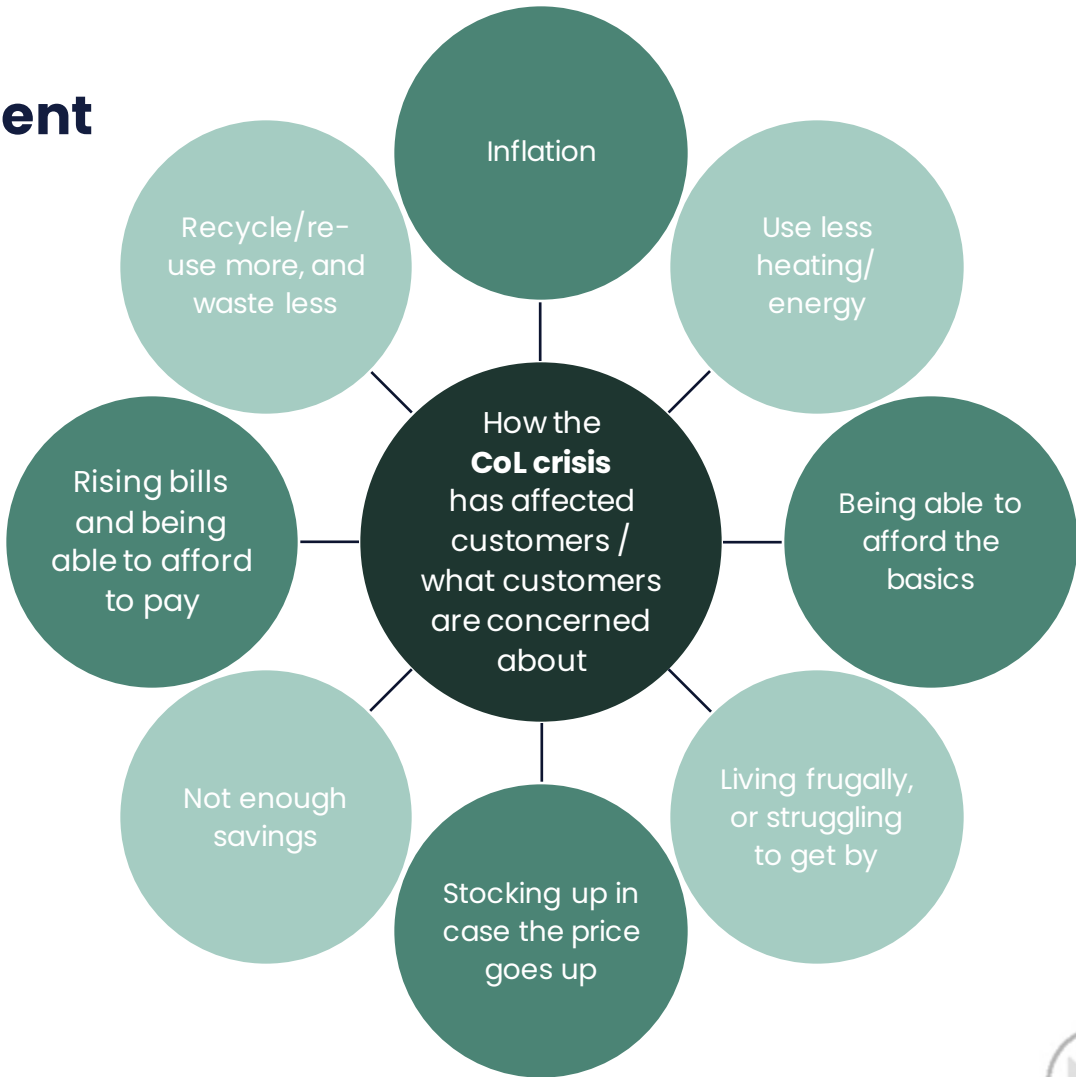 ent
Inflation
Recycle/re-
use more, and
waste less
Use less
heating/
energy
How the
CoL crisis
has affected
customers /
what customers
are concerned
about
Rising bills
and being
able to afford
to pay
Being able to
afford the
basics
Not enough
savings
Living frugally,
or struggling
to get by
Stocking up in
case the price
goes up